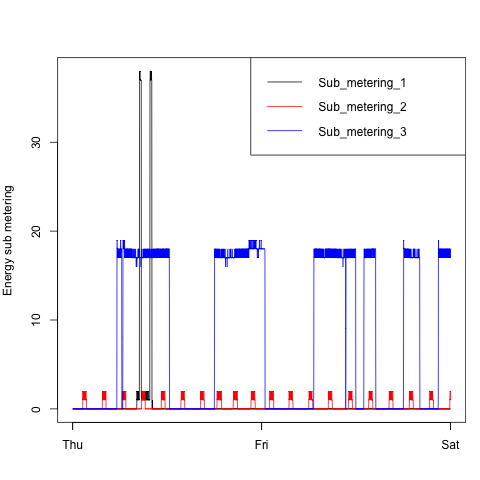 Sub_metering_1
Sub_metering_2
Sub_metering_3
Energy sub metering
30
20
10
0
Thu Fri Sat